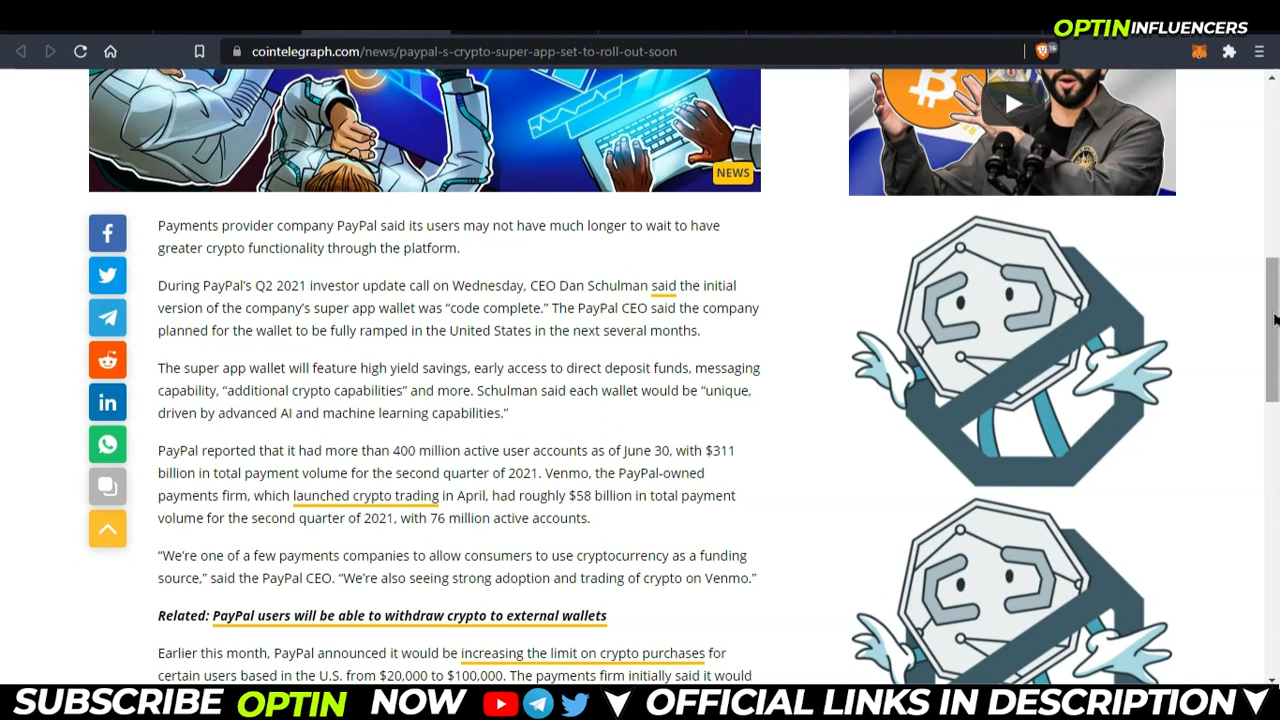 OPTIN INFLUENCERS
cointelegraph.com/news/paypal-s-crypto-super-app-set-to-roll-out-soon
16
NEWS
Payments provider company PayPal said its users may not have much longer to wait to have
greater crypto functionality through the platform.
During PayPal's Q2 2021 investor update call on Wednesday, CEO Dan Schulman said the initial
version of the company's super app wallet was “code complete.” The PayPal CEO said the company
planned for the wallet to be fully ramped in the United States in the next several months.
The super app wallet will feature high yield savings, early access to direct deposit funds, messaging
capability, “additional crypto capabilities” and more. Schulman said each wallet would be “unique,
driven by advanced AI and machine learning capabilities.”
PayPal reported that it had more than 400 million active user accounts as of June 30, with $311
billion in total payment volume for the second quarter of 2021. Venmo, the PayPal-owned
payments firm, which launched crypto trading in April, had roughly $58 billion in total payment
volume for the second quarter of 2021, with 76 million active accounts.
“We're one of a few payments companies to allow consumers to use cryptocurrency as a funding
source,” said the PayPal CEO. “We're also seeing strong adoption and trading of crypto on Venmo.”
Related: PayPal users will be able to withdraw crypto to external wallets
Earlier this month, PayPal announced it would be increasing the limit on crypto purchases for
certain users based in the U.S. from $20,000 to $100,000. The payments firm initially said it would
SUBSCRIBE OPTIN NOW OFFICIAL LINKS IN DESCRIPTION